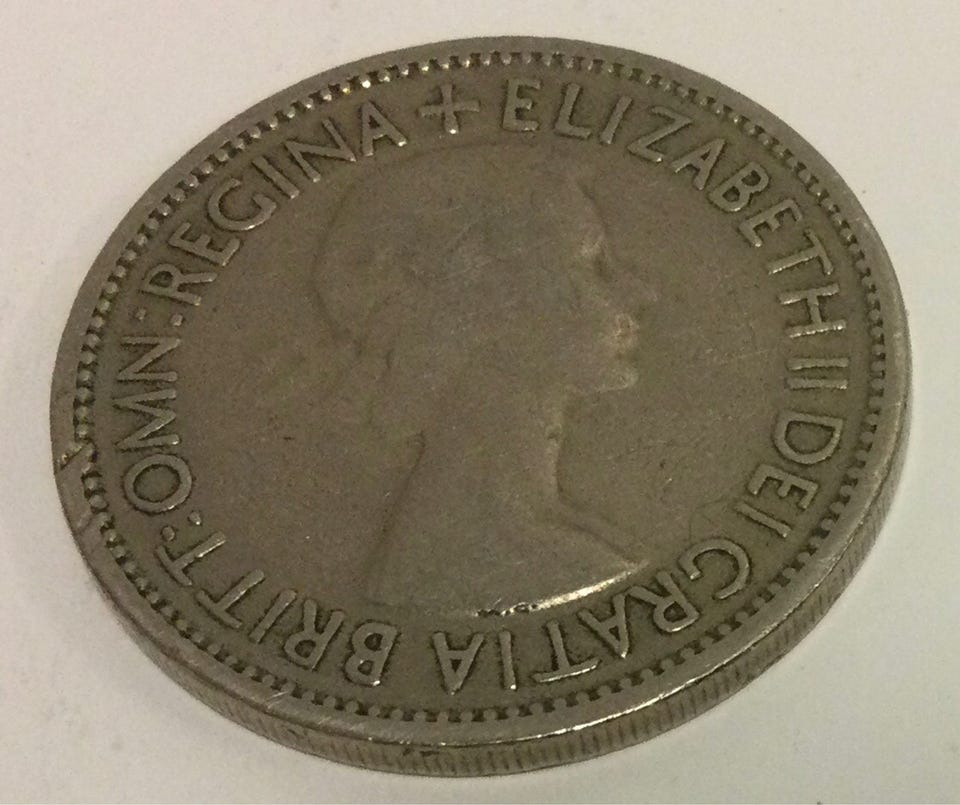 + ELIZABETH II DEI GRATIA BRITT:OMN:REGINA